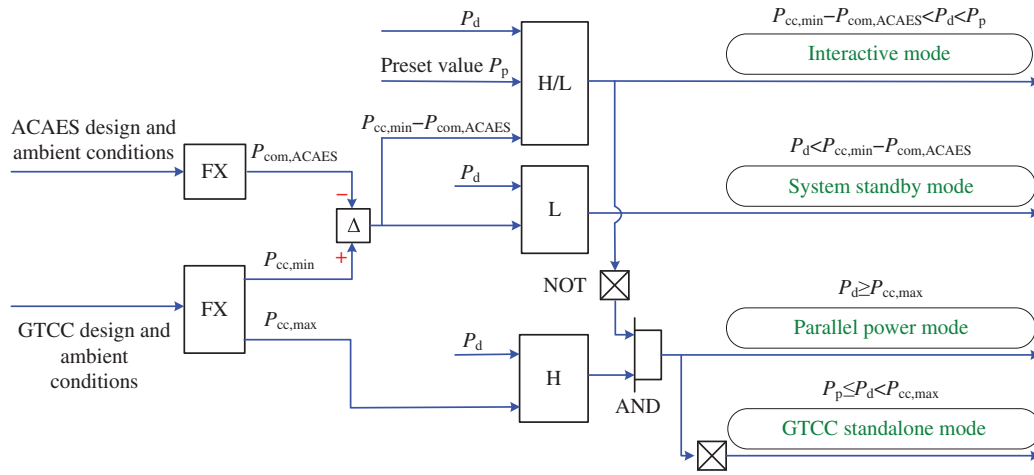 P_d
P_cc,min−P_com,ACAES<P_d<P_p
Interactive mode
Preset value P_p
H/L
P_cc,min−P_com,ACAES
ACAES design and
ambient conditions
FX
P_com,ACAES
P_d
L
P_d<P_cc,min−P_com,ACAES
System standby mode
−
Δ
+
P_cc,min
FX
P_cc,max
GTCC design and
ambient
conditions
NOT
P_d
H
AND
P_d≥P_cc,max
Parallel power mode
P_p≤P_d<P_cc,max
GTCC standalone mode